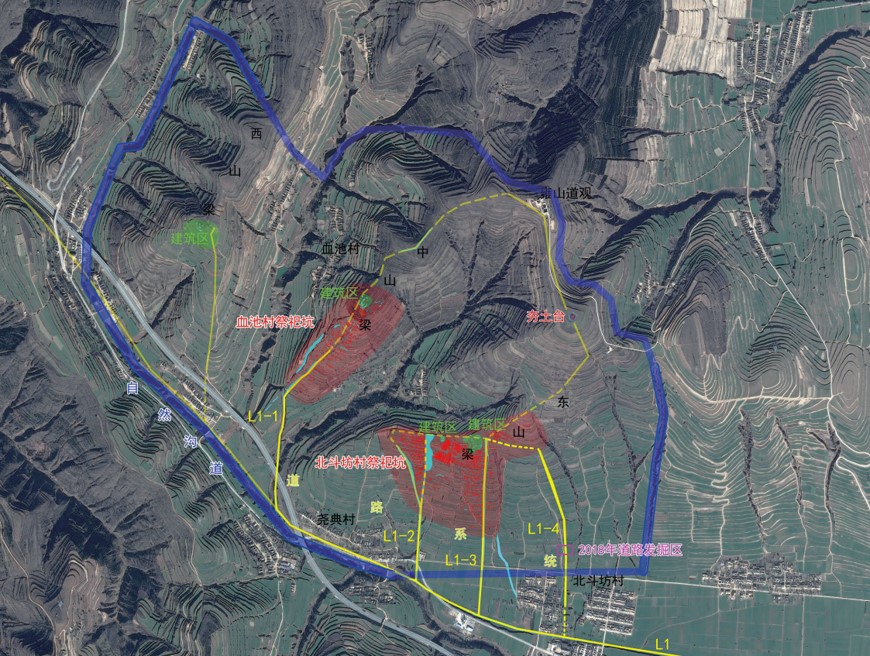 西
山
梁
建筑区
血池村
中
山
梁
建筑区
血池村祭祀坑
山道观
夯土台
自
然
沟
道
L1-1
东
山
梁
建筑区
建筑区
北斗坊村祭祀坑
道
路
系
统
尧典村
L1-2
L1-3
L1-4
2018年道路发掘区
北斗坊村
L1